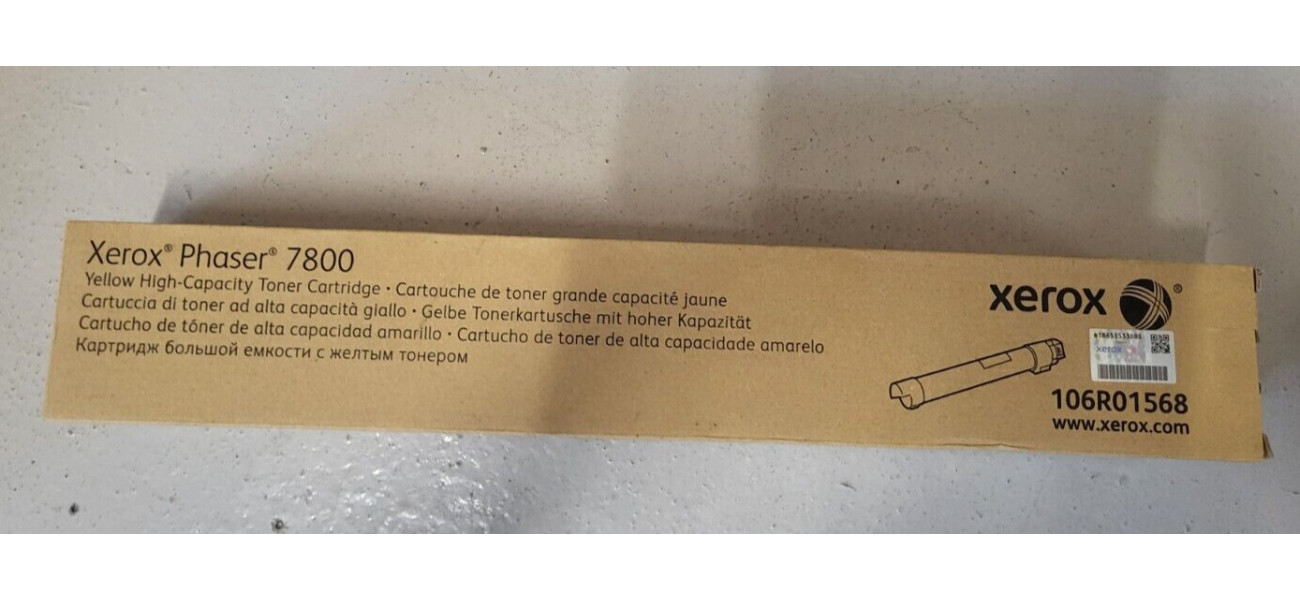 Xerox® Phaser® 7800
Yellow High-Capacity Toner Cartridge • Cartouche de toner grande capacité jaune
Cartuccia di toner ad alta capacità giallo • Gelbe Tonerkartusche mit hoher Kapazität
Cartucho de tóner de alta capacidad amarillo • Cartucho de toner de alta capacidade amarelo
Картридж большой емкости с желтым тонером
xerox®
xerox
106R01568
www.xerox.com